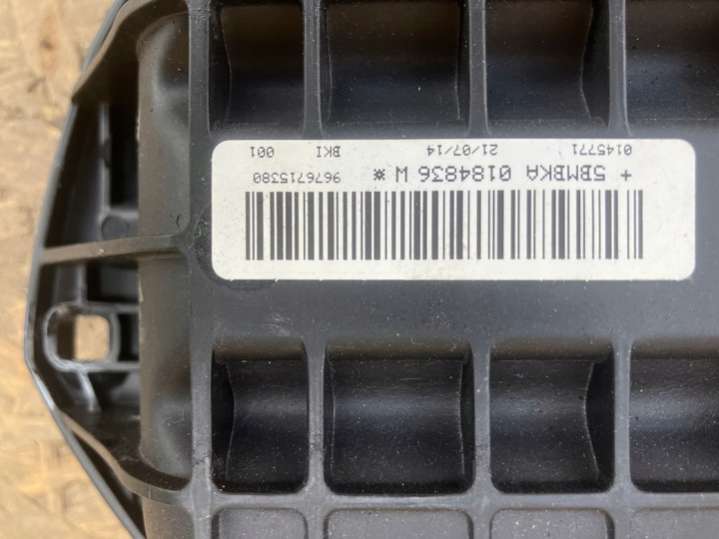 9676715380
+ 5BMBKA 0184836 W ※
0145771 21/07/14 BKI 001